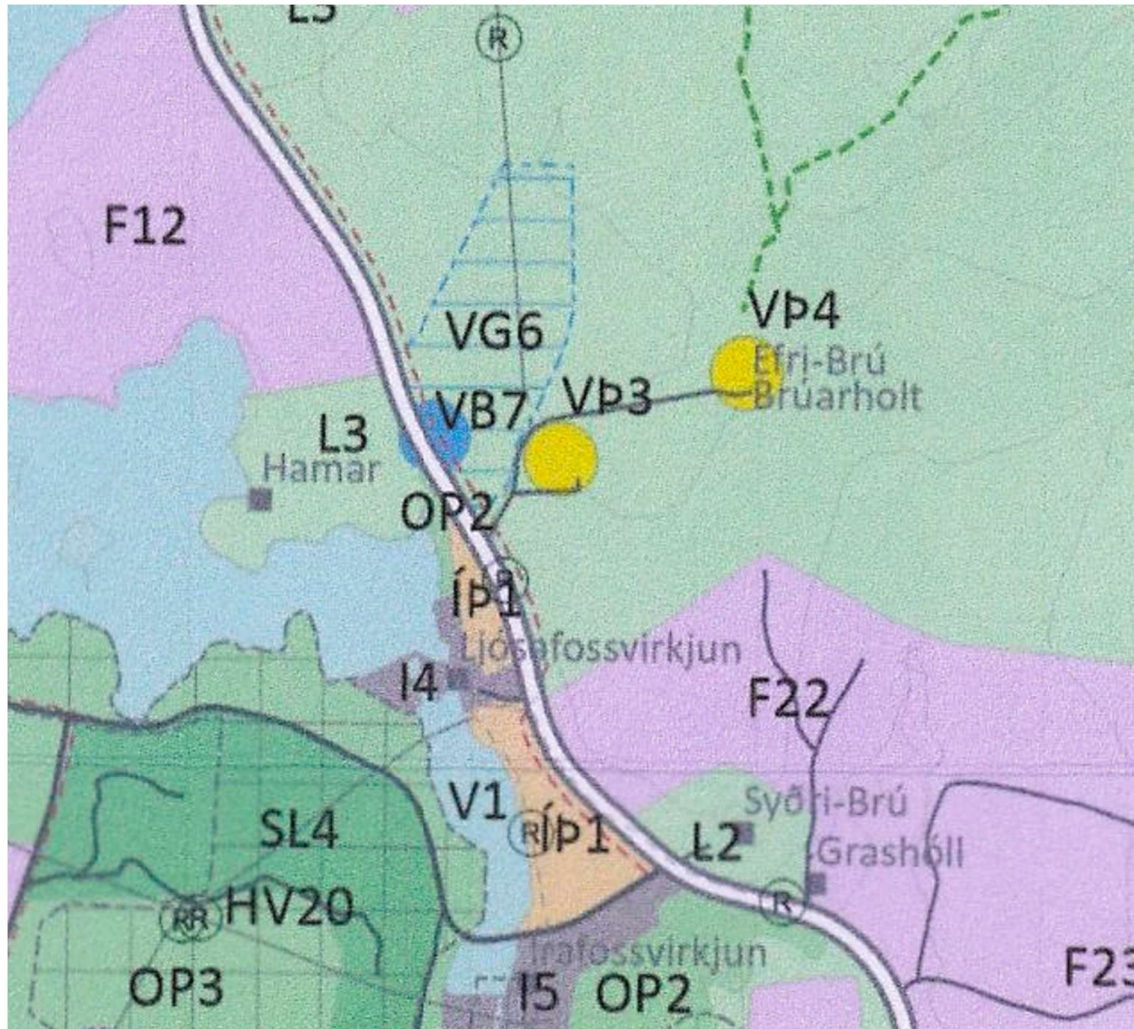 L5
R
F12
VÞ4
VG6
Efri-Brú
Brúarholt
VÞ3
VB7
L3
Hamar
OP2
R
ÍÞ1
Ljósafossvirkjun
I4
F22
V1
Syðri-Brú
SL4
R
ÍÞ1
L2
Grashóll
HV20
R
RR
Írafossvirkjun
F23
OP3
I5
OP2